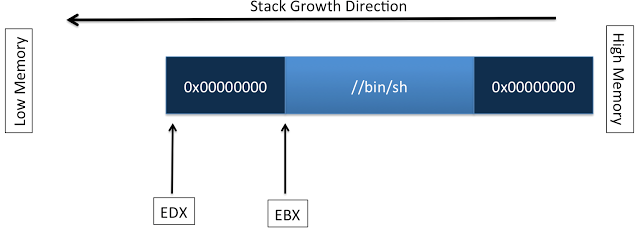 Stack Growth Direction
Low Memory
0x00000000
//bin/sh
0x00000000
High Memory
EDX
EBX